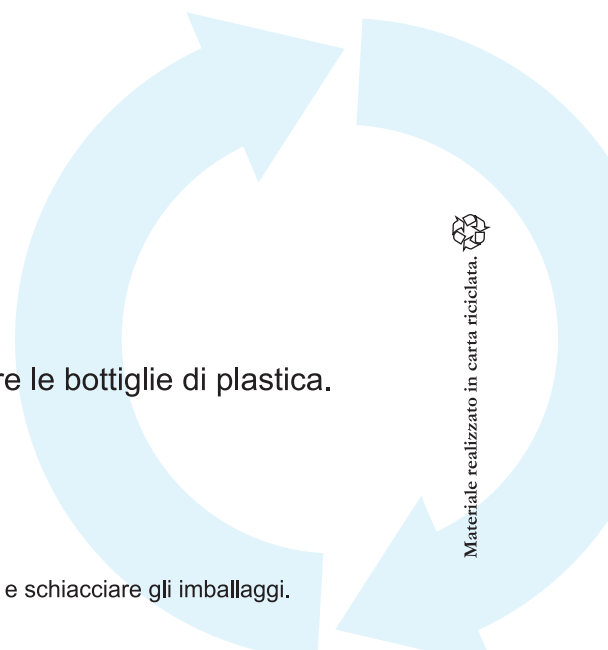 re le bottiglie di plastica.
e schiacciare gli imballaggi.
Materiale realizzato in carta riciclata.